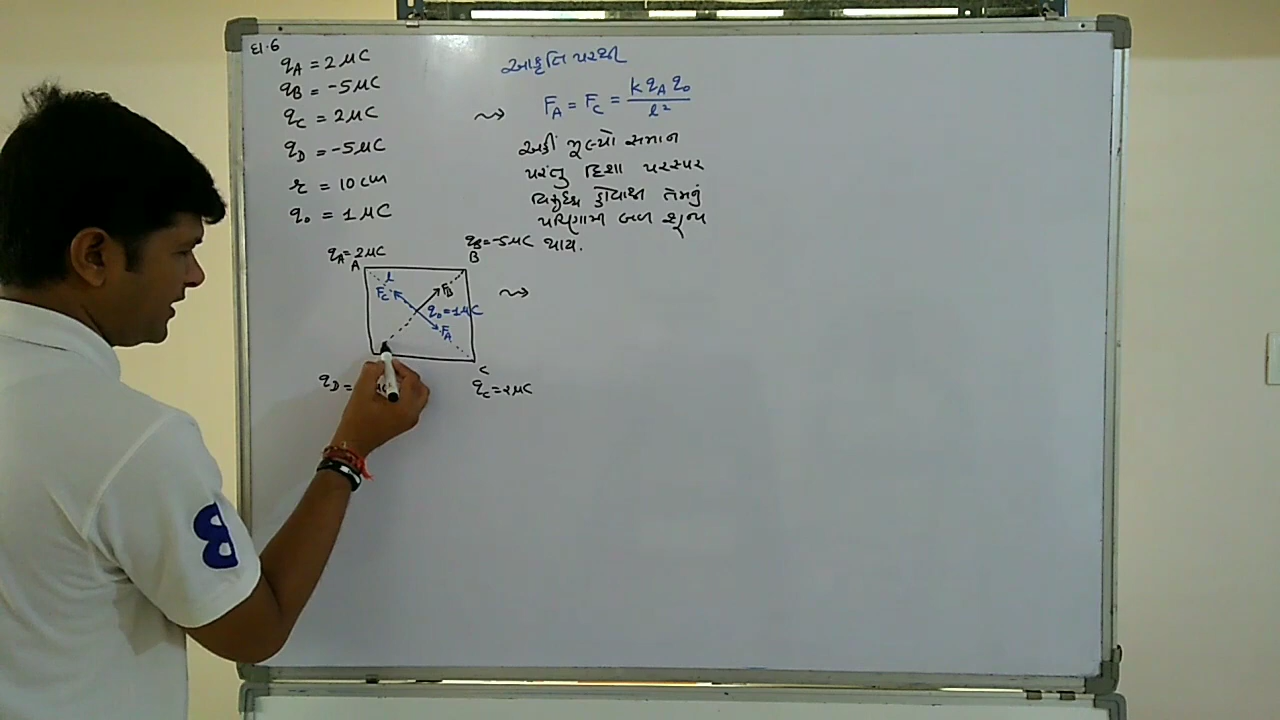 દા.6
qA = 2μC
qB = -5μC
qC = 2μC
qD = -5μC
r = 10cm
q₀ = 1μC
આકૃતિ પરથી
FA = FC = k qA q₀ / l²
અહીં મૂલ્યો સમાન
પરંતુ દિશા પરસ્પર
વિરૂદ્ધ હોવાથી તેમનું
પરિણામી બળ શૂન્ય
થાય.
qA = 2μC
A
qB = -5μC
B
l
FC
FB
q₀ = 1μC
FA
C
qD =
qC = 2μC
B